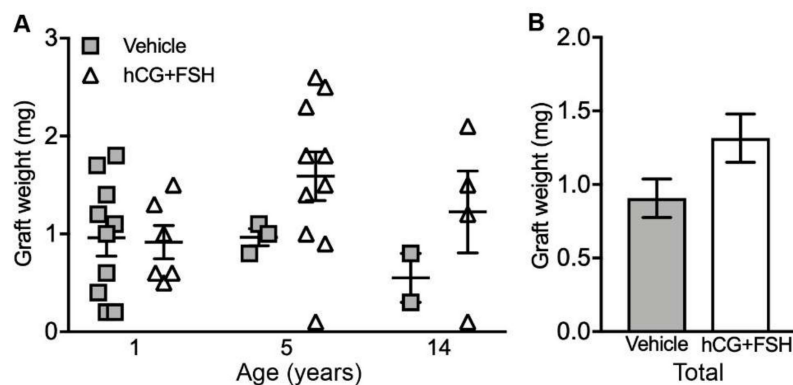 A
Graft weight (mg)
3
2
1
0
Vehicle
hCG+FSH
1
5
14
Age (years)
B
Graft weight (mg)
2.0
1.5
1.0
0.5
0.0
Vehicle
hCG+FSH
Total